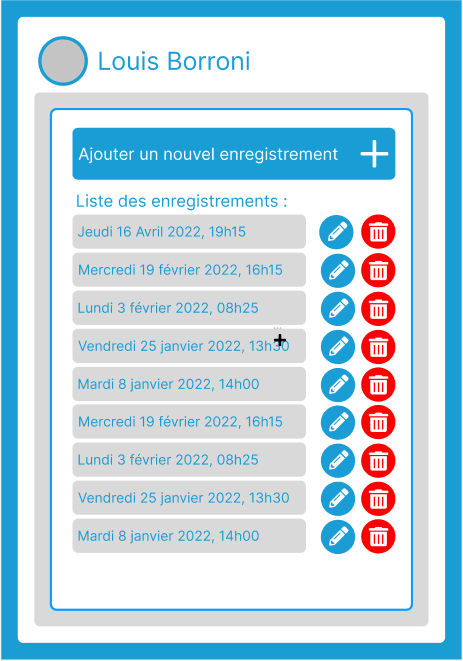 Louis Borroni
Ajouter un nouvel enregistrement
Liste des enregistrements :
Jeudi 16 Avril 2022, 19h15
Mercredi 19 février 2022, 16h15
Lundi 3 février 2022, 08h25
Vendredi 25 janvier 2022, 13h30
Mardi 8 janvier 2022, 14h00
Mercredi 19 février 2022, 16h15
Lundi 3 février 2022, 08h25
Vendredi 25 janvier 2022, 13h30
Mardi 8 janvier 2022, 14h00